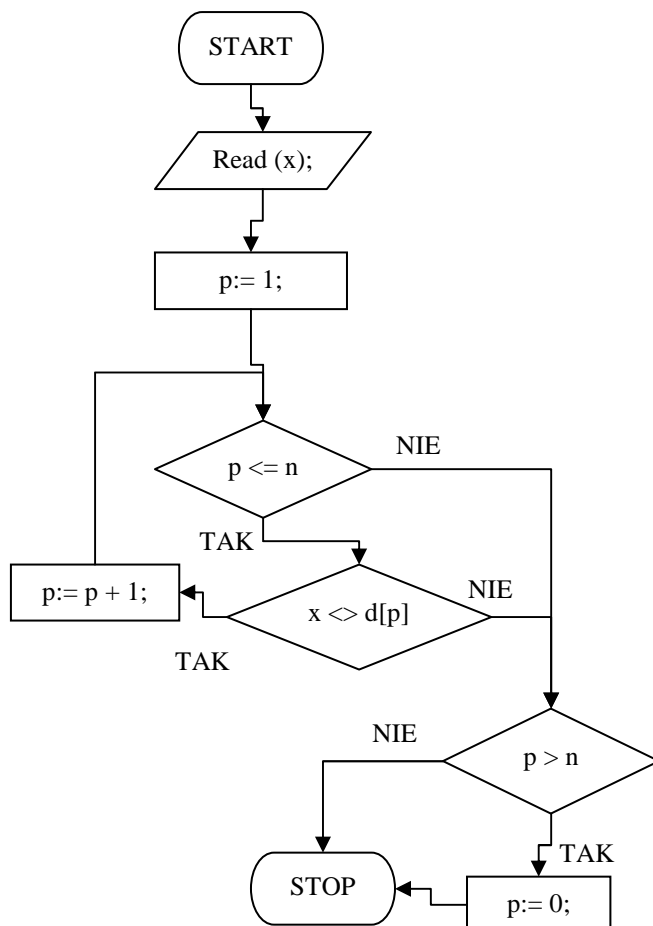 START
Read (x);
p:= 1;
NIE
p <= n
TAK
p:= p + 1;
x <> d[p]
NIE
TAK
NIE
p > n
TAK
STOP
p:= 0;